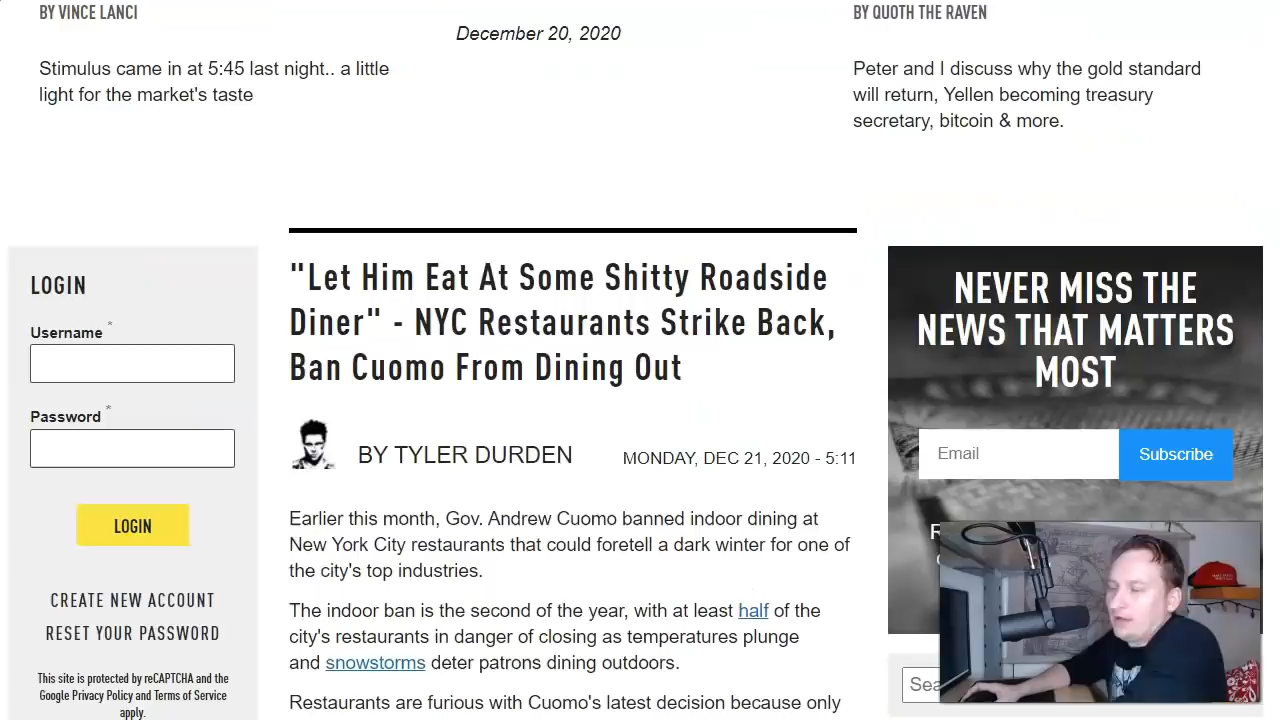 BY VINCE LANCI
Stimulus came in at 5:45 last night.. a little
light for the market's taste
December 20, 2020
BY QUOTH THE RAVEN
Peter and I discuss why the gold standard
will return, Yellen becoming treasury
secretary, bitcoin & more.
LOGIN
Username *
Password *
LOGIN
CREATE NEW ACCOUNT
RESET YOUR PASSWORD
This site is protected by reCAPTCHA and the
Google Privacy Policy and Terms of Service
apply.
"Let Him Eat At Some Shitty Roadside
Diner" - NYC Restaurants Strike Back,
Ban Cuomo From Dining Out
BY TYLER DURDEN
MONDAY, DEC 21, 2020 - 5:11
Earlier this month, Gov. Andrew Cuomo banned indoor dining at
New York City restaurants that could foretell a dark winter for one of
the city's top industries.
The indoor ban is the second of the year, with at least half of the
city's restaurants in danger of closing as temperatures plunge
and snowstorms deter patrons dining outdoors.
Restaurants are furious with Cuomo's latest decision because only
NEVER MISS THE
NEWS THAT MATTERS
MOST
Email
Subscribe
R
Sea